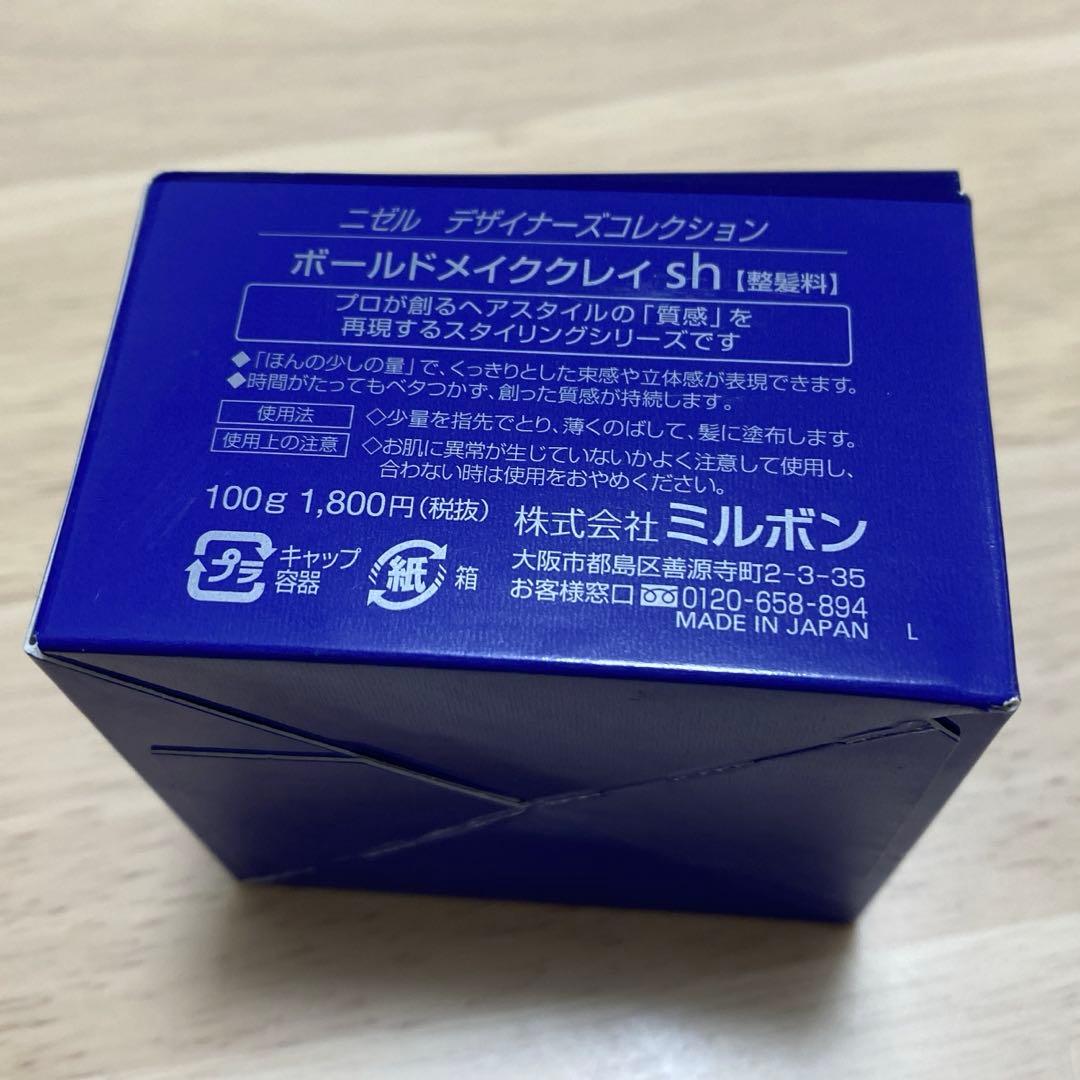 ニゼル デザイナーズコレクション
ボールドメイククレイ sh【整髪料】
プロが創るヘアスタイルの「質感」を
再現するスタイリングシリーズです
◆「ほんの少しの量」で、くっきりとした束感や立体感が表現できます。
◆時間がたってもベタつかず、創った質感が持続します。
使用法 ◇少量を指先でとり、薄くのばして、髪に塗布します。
使用上の注意 ◇お肌に異常が生じていないかよく注意して使用し、
合わない時は使用をおやめください。
100g 1,800円(税抜) 株式会社 ミルボン
プラ キャップ 容器 紙 箱
大阪市都島区善源寺町2-3-35
お客様窓口 0120-658-894
MADE IN JAPAN L